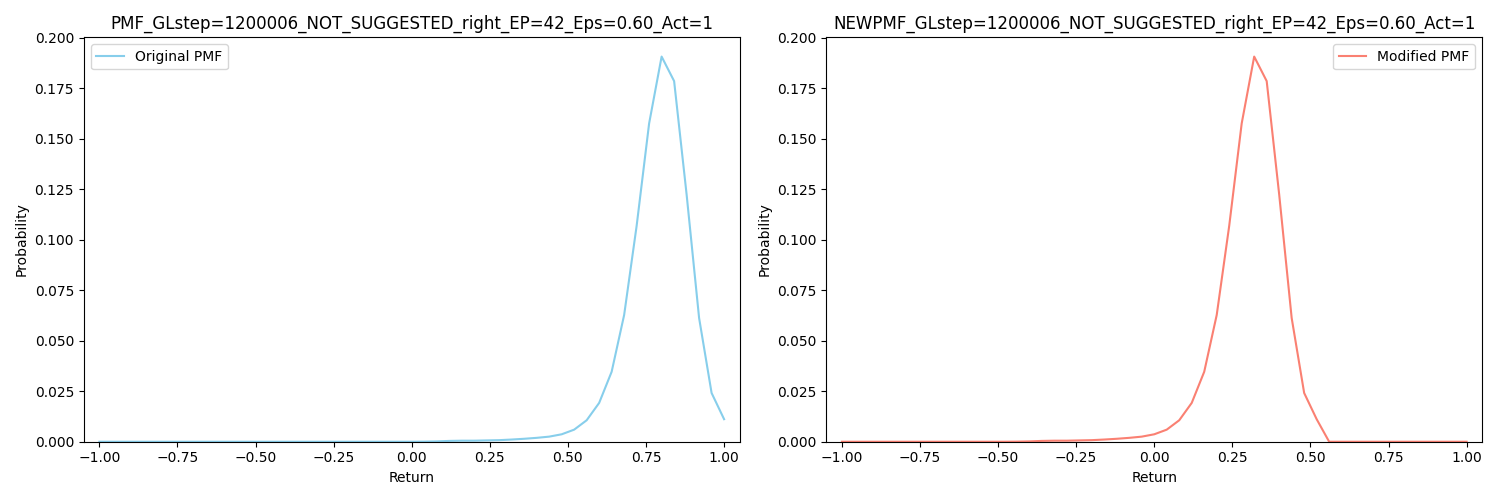 PMF_GLstep=1200006_NOT_SUGGESTED_right_EP=42_Eps=0.60_Act=1
Original PMF
Probability
0.200
0.175
0.150
0.125
0.100
0.075
0.050
0.025
0.000
−1.00 −0.75 −0.50 −0.25 0.00 0.25 0.50 0.75 1.00
Return
NEWPMF_GLstep=1200006_NOT_SUGGESTED_right_EP=42_Eps=0.60_Act=1
Modified PMF
Probability
0.200
0.175
0.150
0.125
0.100
0.075
0.050
0.025
0.000
−1.00 −0.75 −0.50 −0.25 0.00 0.25 0.50 0.75 1.00
Return